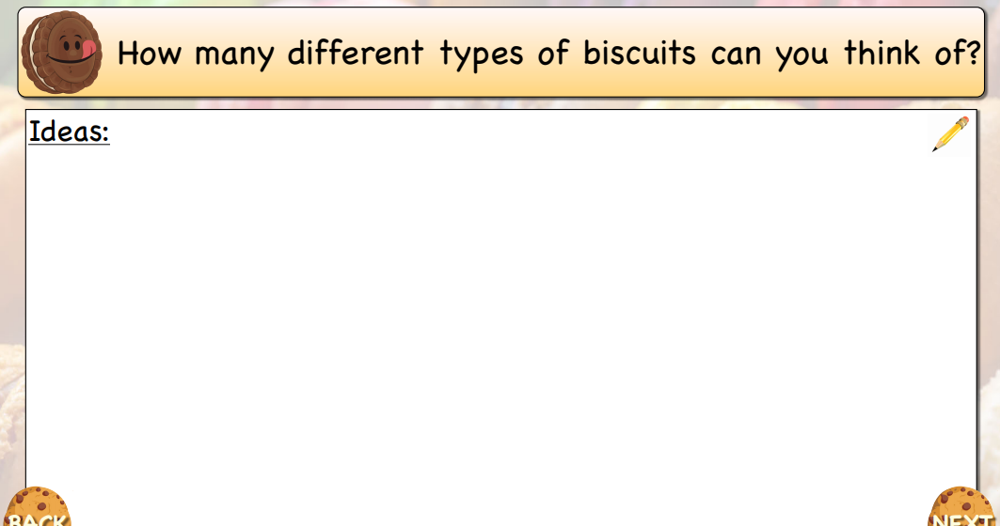 How many different types of biscuits can you think of?
Ideas:
BACK
NEXT